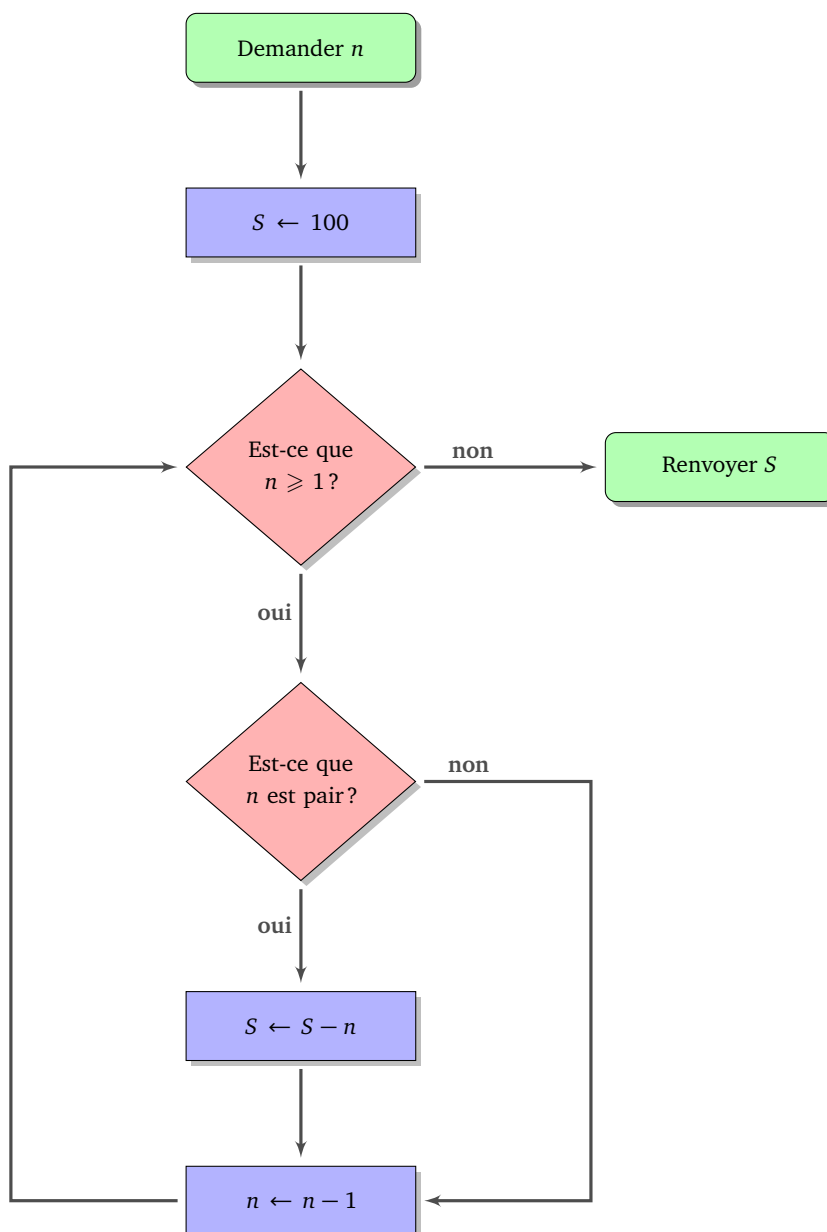 Demander n
S ← 100
Est-ce que
n ⩾ 1 ?
non
Renvoyer S
oui
Est-ce que
n est pair ?
non
oui
S ← S − n
n ← n − 1